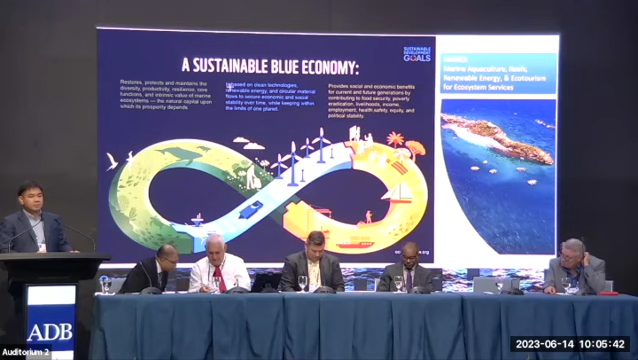 SUSTAINABLE
DEVELOPMENT
GOALS
A SUSTAINABLE BLUE ECONOMY:
Restores, protects and maintains the
diversity, productivity, resilience, core
functions, and intrinsic value of marine
ecosystems — the natural capital upon
which its prosperity depends.
based on clean technologies,
renewable energy, and circular material
flows to secure economic and social
stability over time, while keeping within
the limits of one planet.
Provides social and economic benefits
for current and future generations by
contributing to food security, poverty
eradication, livelihoods, income,
employment, health, safety, equity, and
political stability.
Marine Aquaculture, Reefs,
Renewable Energy, & Ecotourism
for Ecosystem Services
ADB
Auditorium 2
2023-06-14 10:05:42